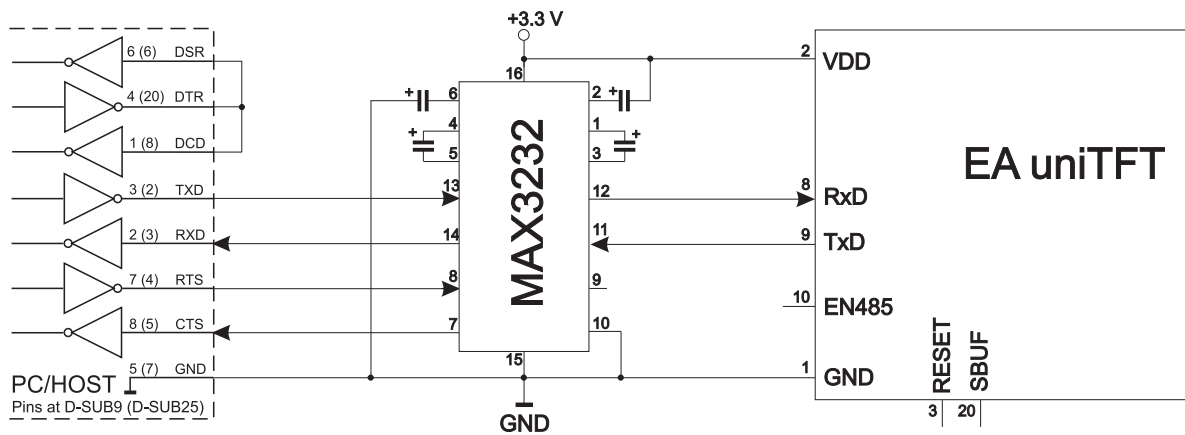 +3.3 V
6 (6) DSR
4 (20) DTR
1 (8) DCD
3 (2) TXD
2 (3) RXD
7 (4) RTS
8 (5) CTS
5 (7) GND
PC/HOST
Pins at D-SUB9 (D-SUB25)
16
+ 6
+ 4
5
13
14
8
7
15
MAX3232
2 +
1 +
3
12
11
9
10
GND
2 VDD
EA uniTFT
8 RxD
9 TxD
10 EN485
1 GND
RESET
SBUF
3 20